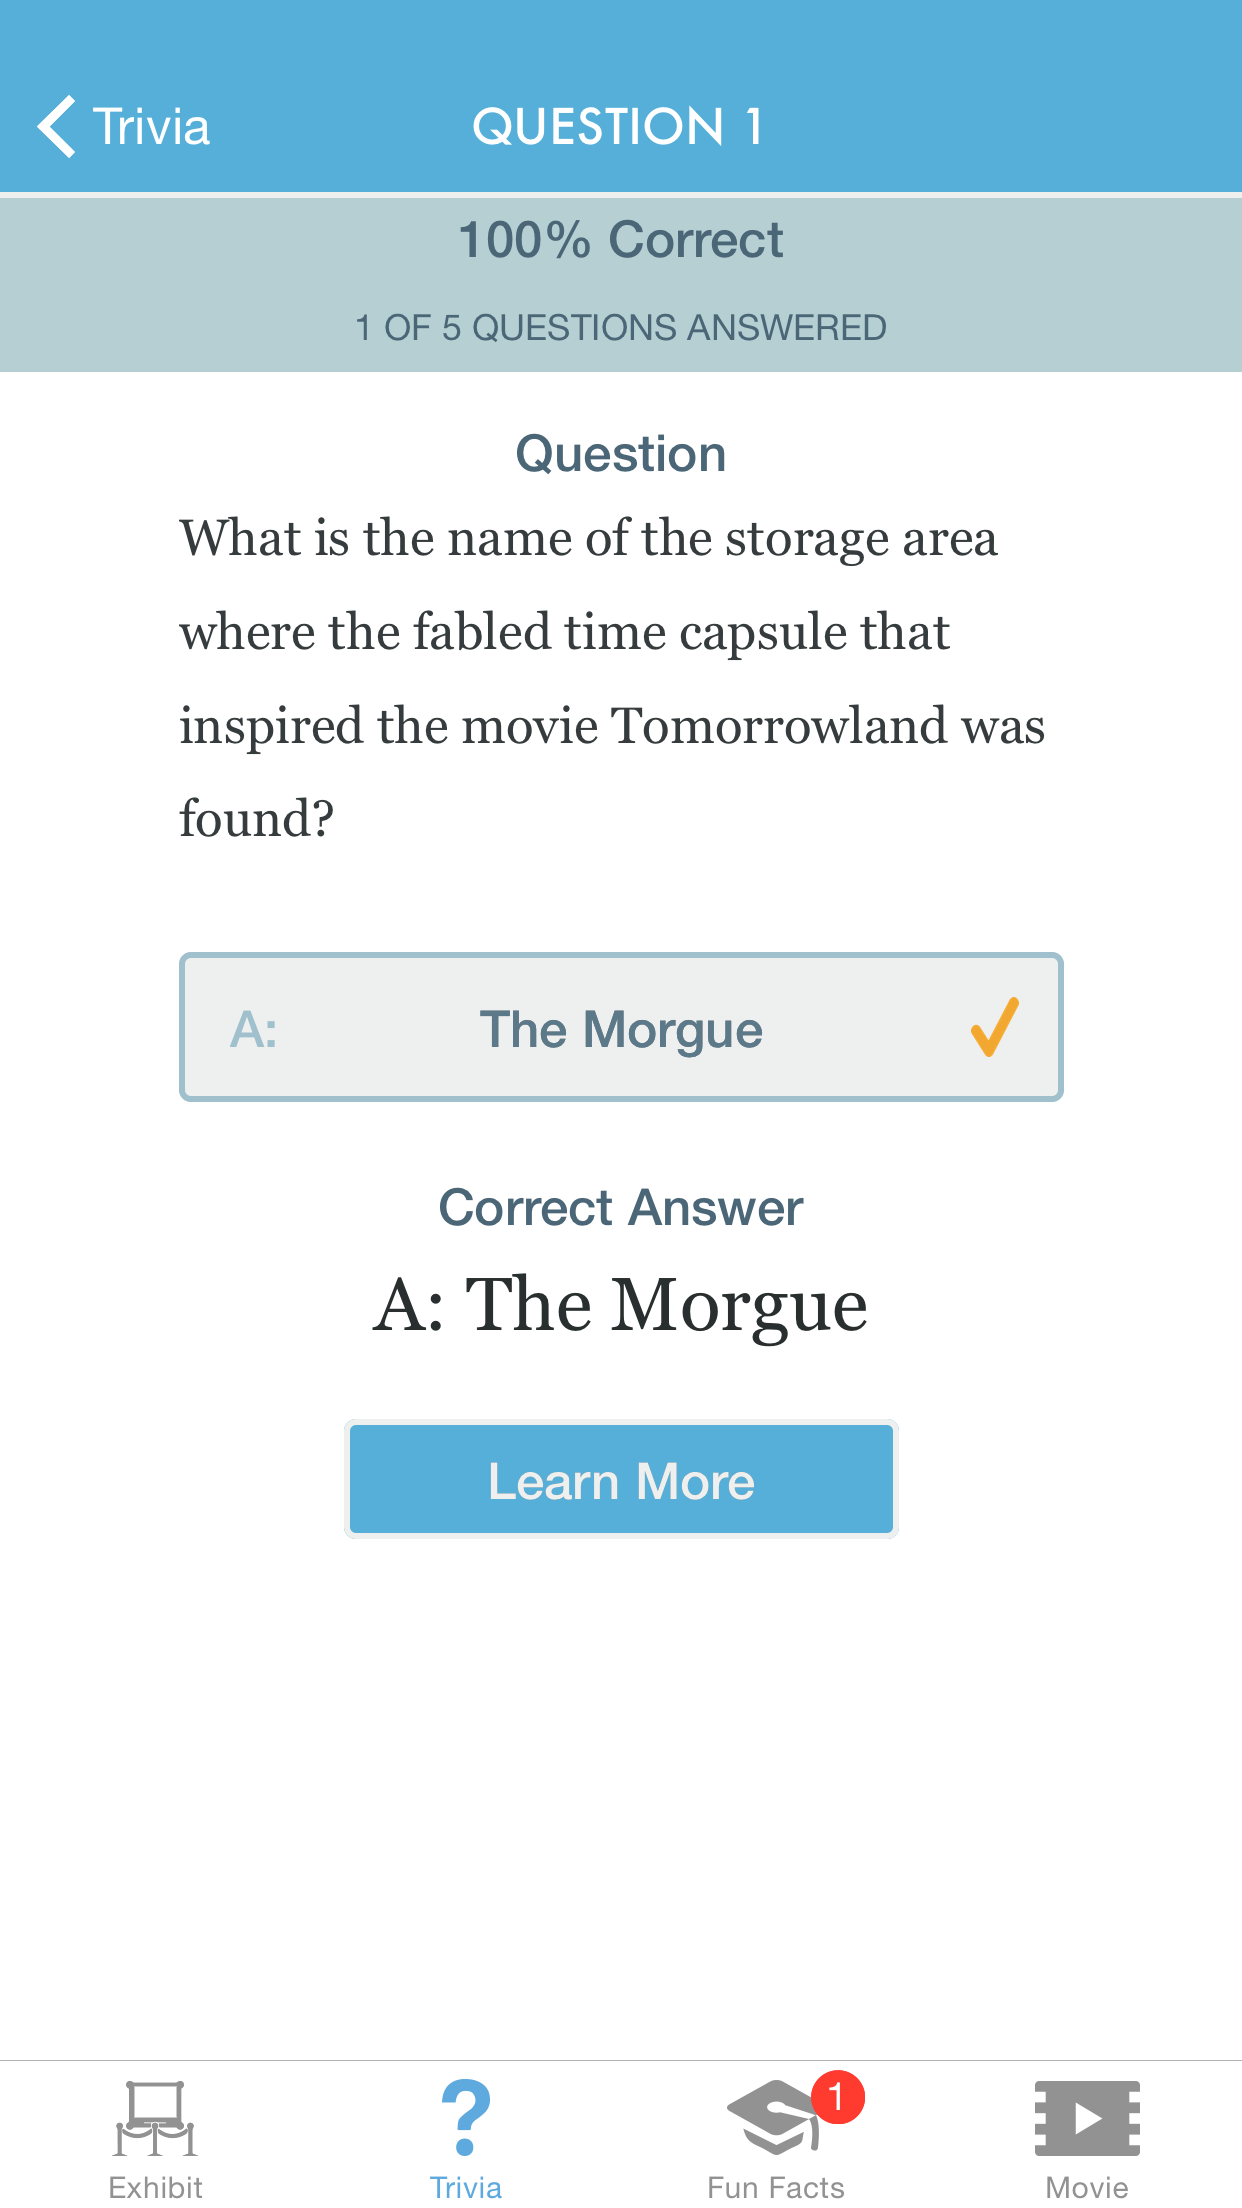 Trivia
QUESTION 1
100% Correct
1 OF 5 QUESTIONS ANSWERED
Question
What is the name of the storage area
where the fabled time capsule that
inspired the movie Tomorrowland was
found?
A: The Morgue
Correct Answer
A: The Morgue
Learn More
1
Exhibit
Trivia
Fun Facts
Movie